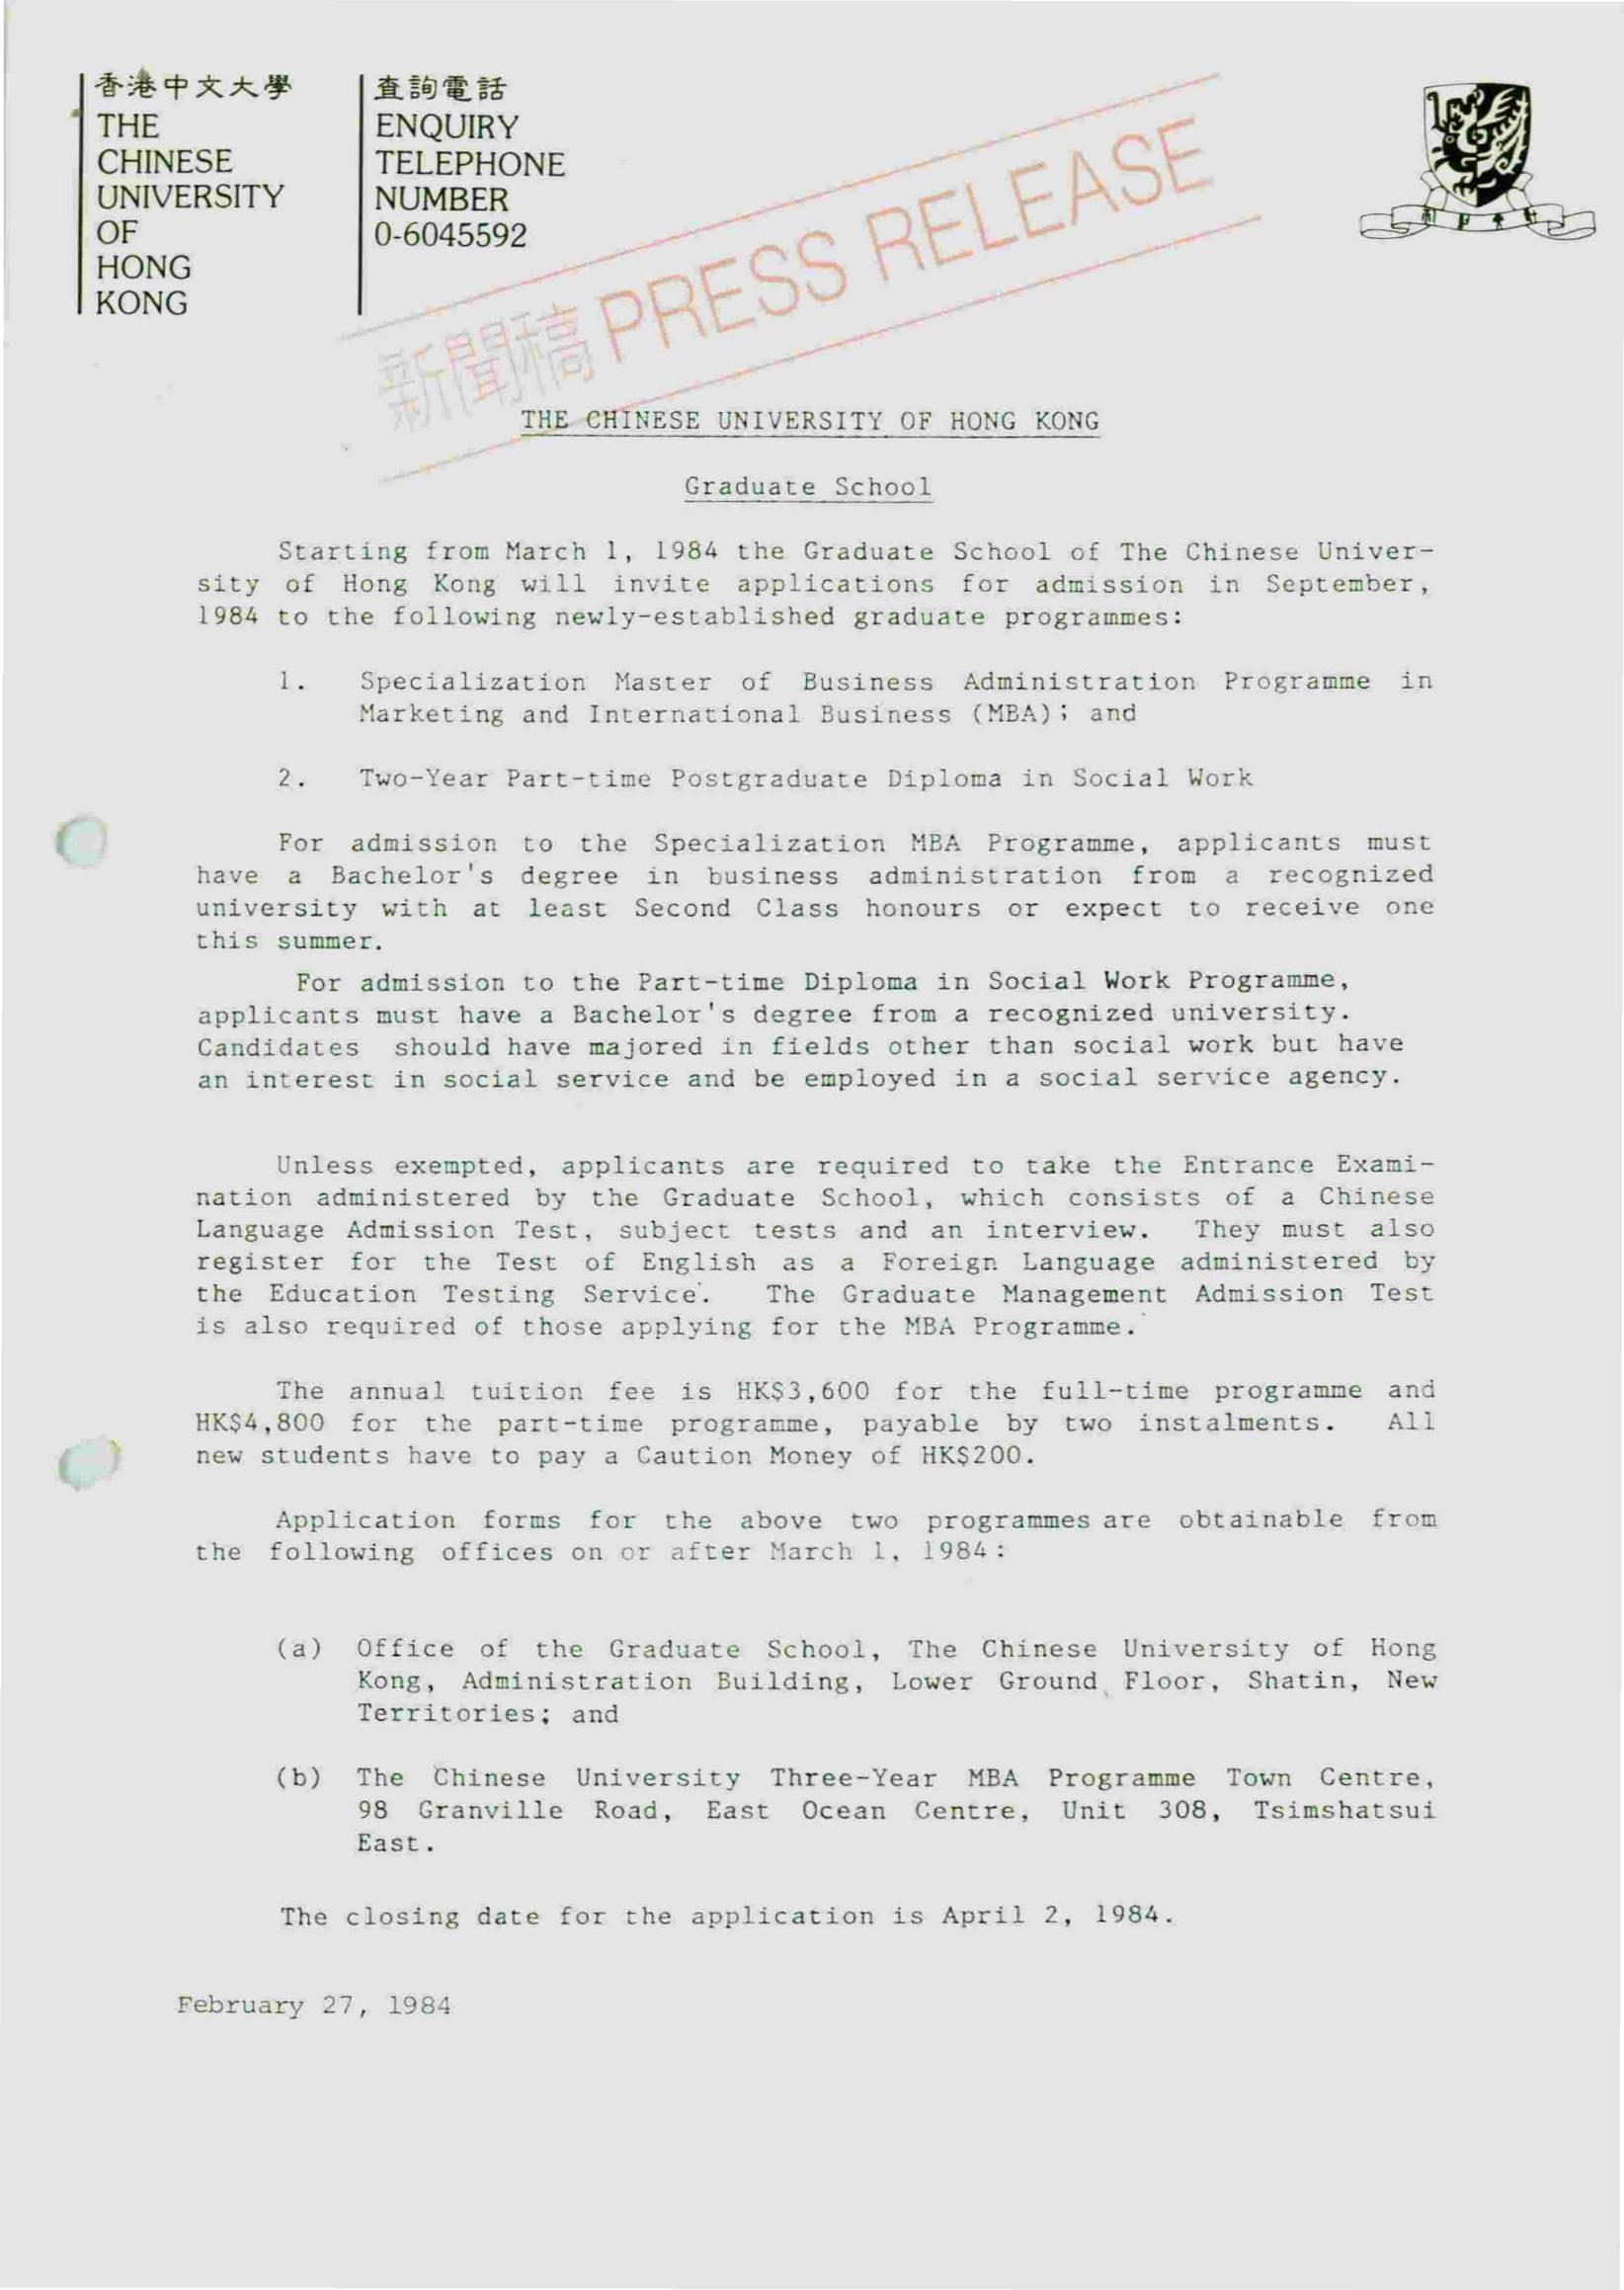 香港中文大學
THE
CHINESE
UNIVERSITY
OF
HONG
KONG
查詢電話
ENQUIRY
TELEPHONE
NUMBER
0-6045592
新聞稿 PRESS RELEASE
THE CHINESE UNIVERSITY OF HONG KONG
Graduate School
Starting from March 1, 1984 the Graduate School of The Chinese Univer-
sity of Hong Kong will invite applications for admission in September,
1984 to the following newly-established graduate programmes:
1. Specialization Master of Business Administration Programme in
Marketing and International Business (MBA); and
2. Two-Year Part-time Postgraduate Diploma in Social Work
For admission to the Specialization MBA Programme, applicants must
have a Bachelor's degree in business administration from a recognized
university with at least Second Class honours or expect to receive one
this summer.
For admission to the Part-time Diploma in Social Work Programme,
applicants must have a Bachelor's degree from a recognized university.
Candidates should have majored in fields other than social work but have
an interest in social service and be employed in a social service agency.
Unless exempted, applicants are required to take the Entrance Exami-
nation administered by the Graduate School, which consists of a Chinese
Language Admission Test, subject tests and an interview. They must also
register for the Test of English as a Foreign Language administered by
the Education Testing Service. The Graduate Management Admission Test
is also required of those applying for the MBA Programme.
The annual tuition fee is HK$3,600 for the full-time programme and
HK$4,800 for the part-time programme, payable by two instalments. All
new students have to pay a Caution Money of HK$200.
Application forms for the above two programmes are obtainable from
the following offices on or after March 1, 1984:
(a) Office of the Graduate School, The Chinese University of Hong
Kong, Administration Building, Lower Ground Floor, Shatin, New
Territories; and
(b) The Chinese University Three-Year MBA Programme Town Centre,
98 Granville Road, East Ocean Centre, Unit 308, Tsimshatsui
East.
The closing date for the application is April 2, 1984.
February 27, 1984